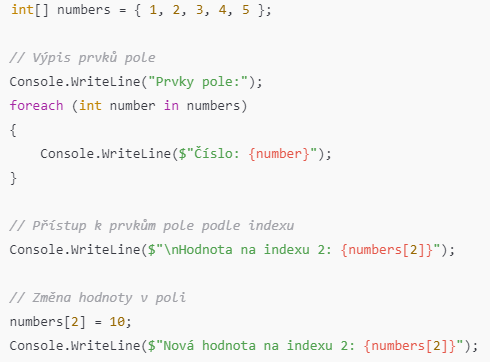 int[] numbers = { 1, 2, 3, 4, 5 };
// Výpis prvků pole
Console.WriteLine("Prvky pole:");
foreach (int number in numbers)
{
    Console.WriteLine($"Číslo: {number}");
}
// Přístup k prvkům pole podle indexu
Console.WriteLine($"\nHodnota na indexu 2: {numbers[2]}");
// Změna hodnoty v poli
numbers[2] = 10;
Console.WriteLine($"Nová hodnota na indexu 2: {numbers[2]}");